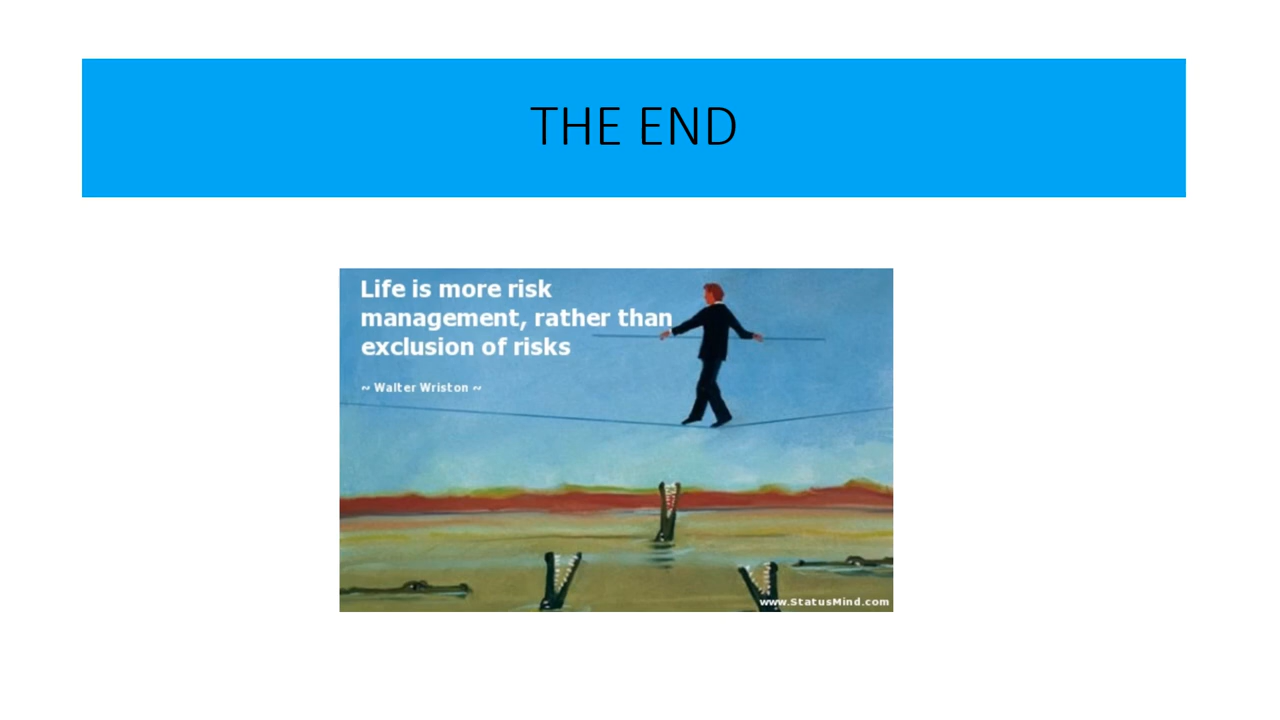 THE END
Life is more risk
management, rather than
exclusion of risks
~ Walter Wriston ~
www.StatusMind.com